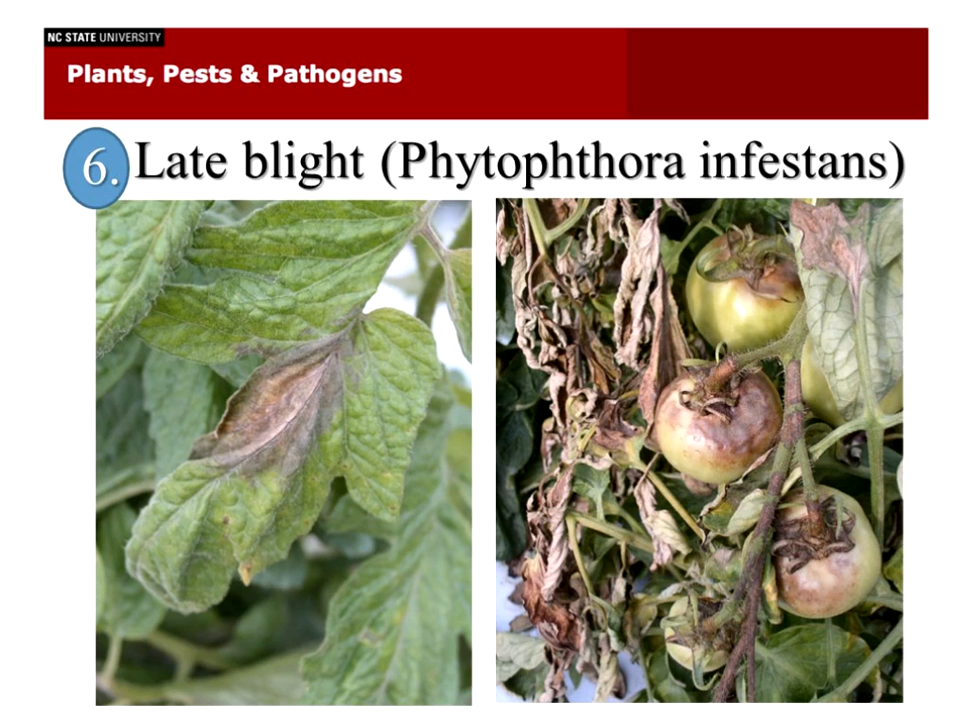 NC STATE UNIVERSITY
Plants, Pests & Pathogens
6. Late blight (Phytophthora infestans)